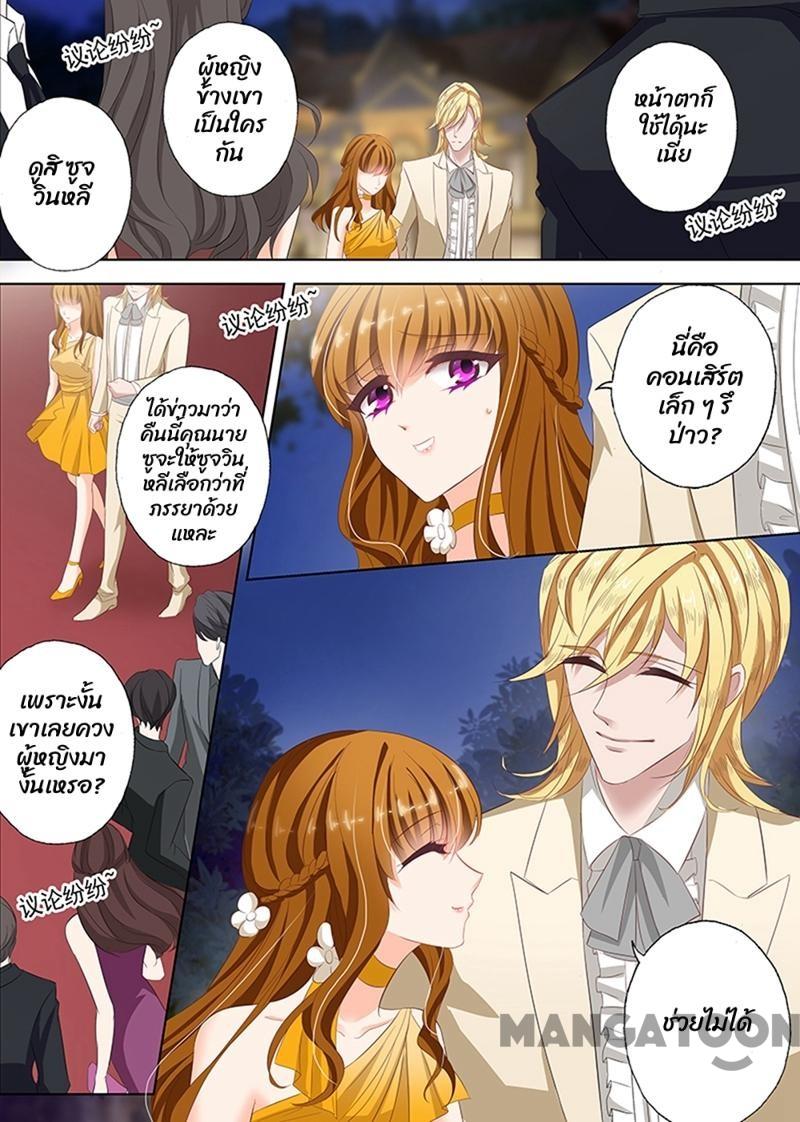 议论纷纷~
ดูสิ ซูจ
วินหลี
ผู้หญิง
ข้างเขา
เป็นใคร
กัน
หน้าตาก็
ใช้ได้นะ
เนี่ย
议论纷纷~
议论纷纷~
ได้ข่าวมาว่า
คืนนี้คุณนาย
ซูจะให้ซูจวิน
หลีเลือกว่าที่
ภรรยาด้วย
แหละ
นี่คือ
คอนเสิร์ต
เล็ก ๆ รึ
ป่าว?
เพราะงั้น
เขาเลยควง
ผู้หญิงมา
งั้นเหรอ?
议论纷纷~
ช่วยไม่ได้
MANGATOON